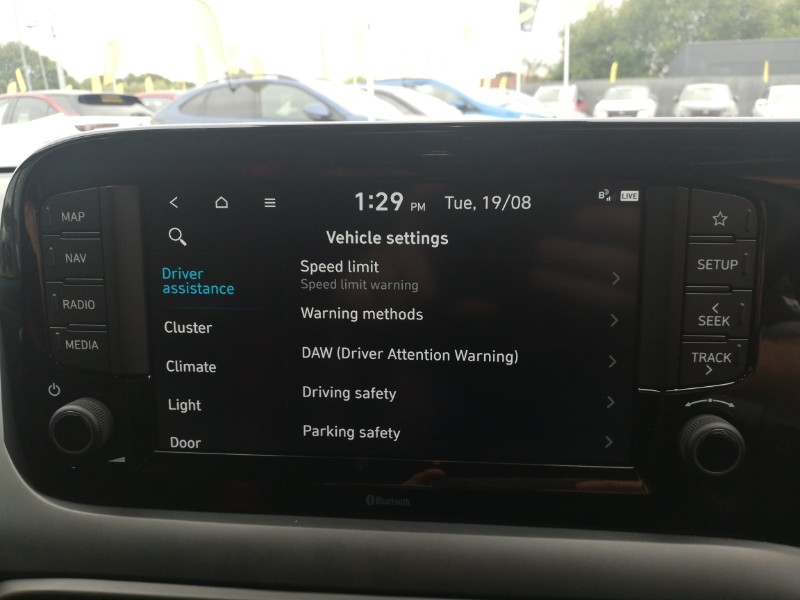 1:29 PM Tue, 19/08
B
LIVE
Vehicle settings
Driver
assistance
Cluster
Climate
Light
Door
Speed limit
Speed limit warning
Warning methods
DAW (Driver Attention Warning)
Driving safety
Parking safety
MAP
NAV
RADIO
MEDIA
SETUP
SEEK
TRACK
Bluetooth